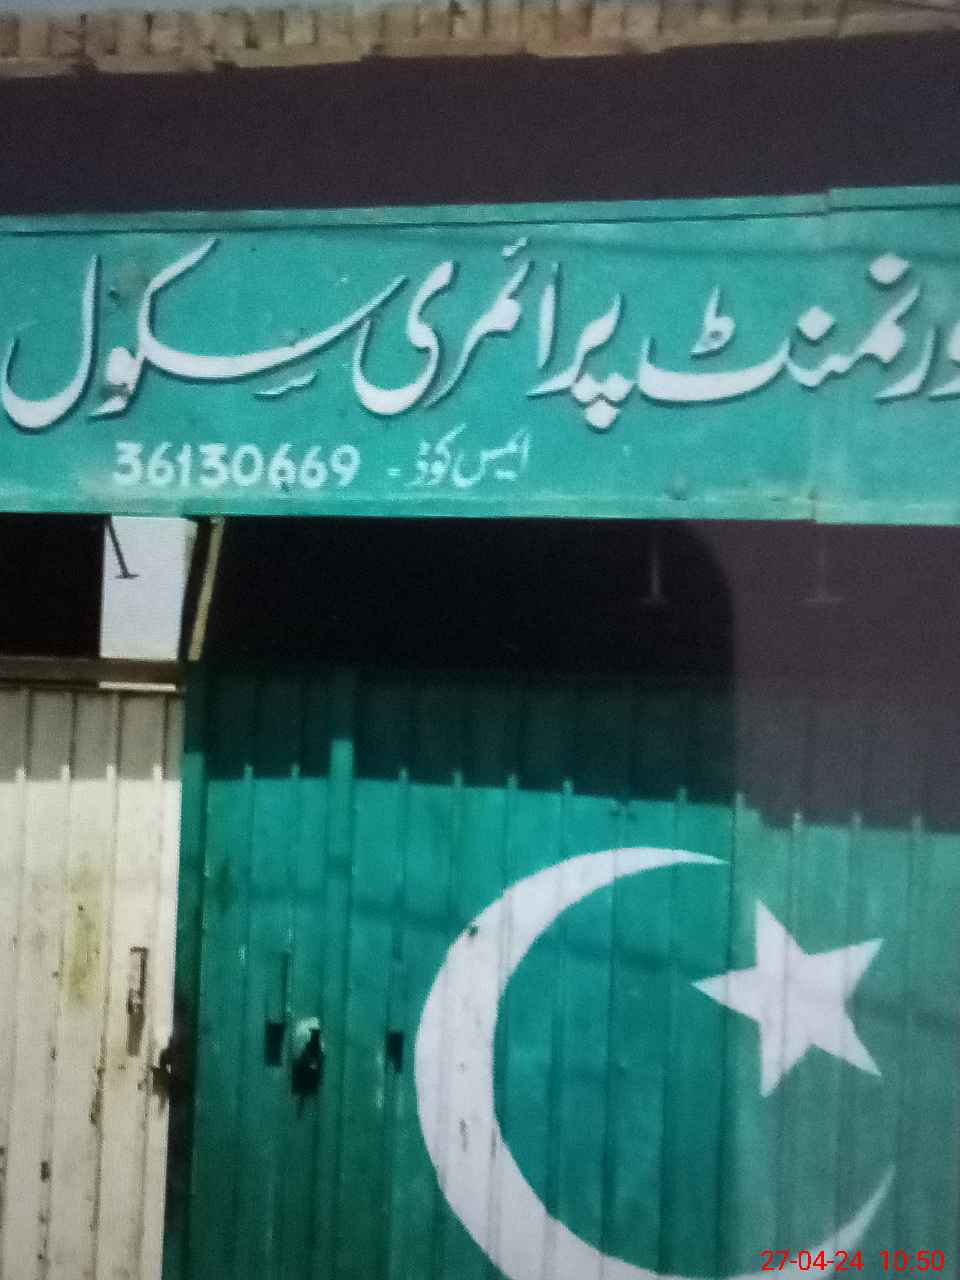 ورنمنٹ پرائمری سکول
ایمس کوڈ - 36130669
27-04-24 10:50